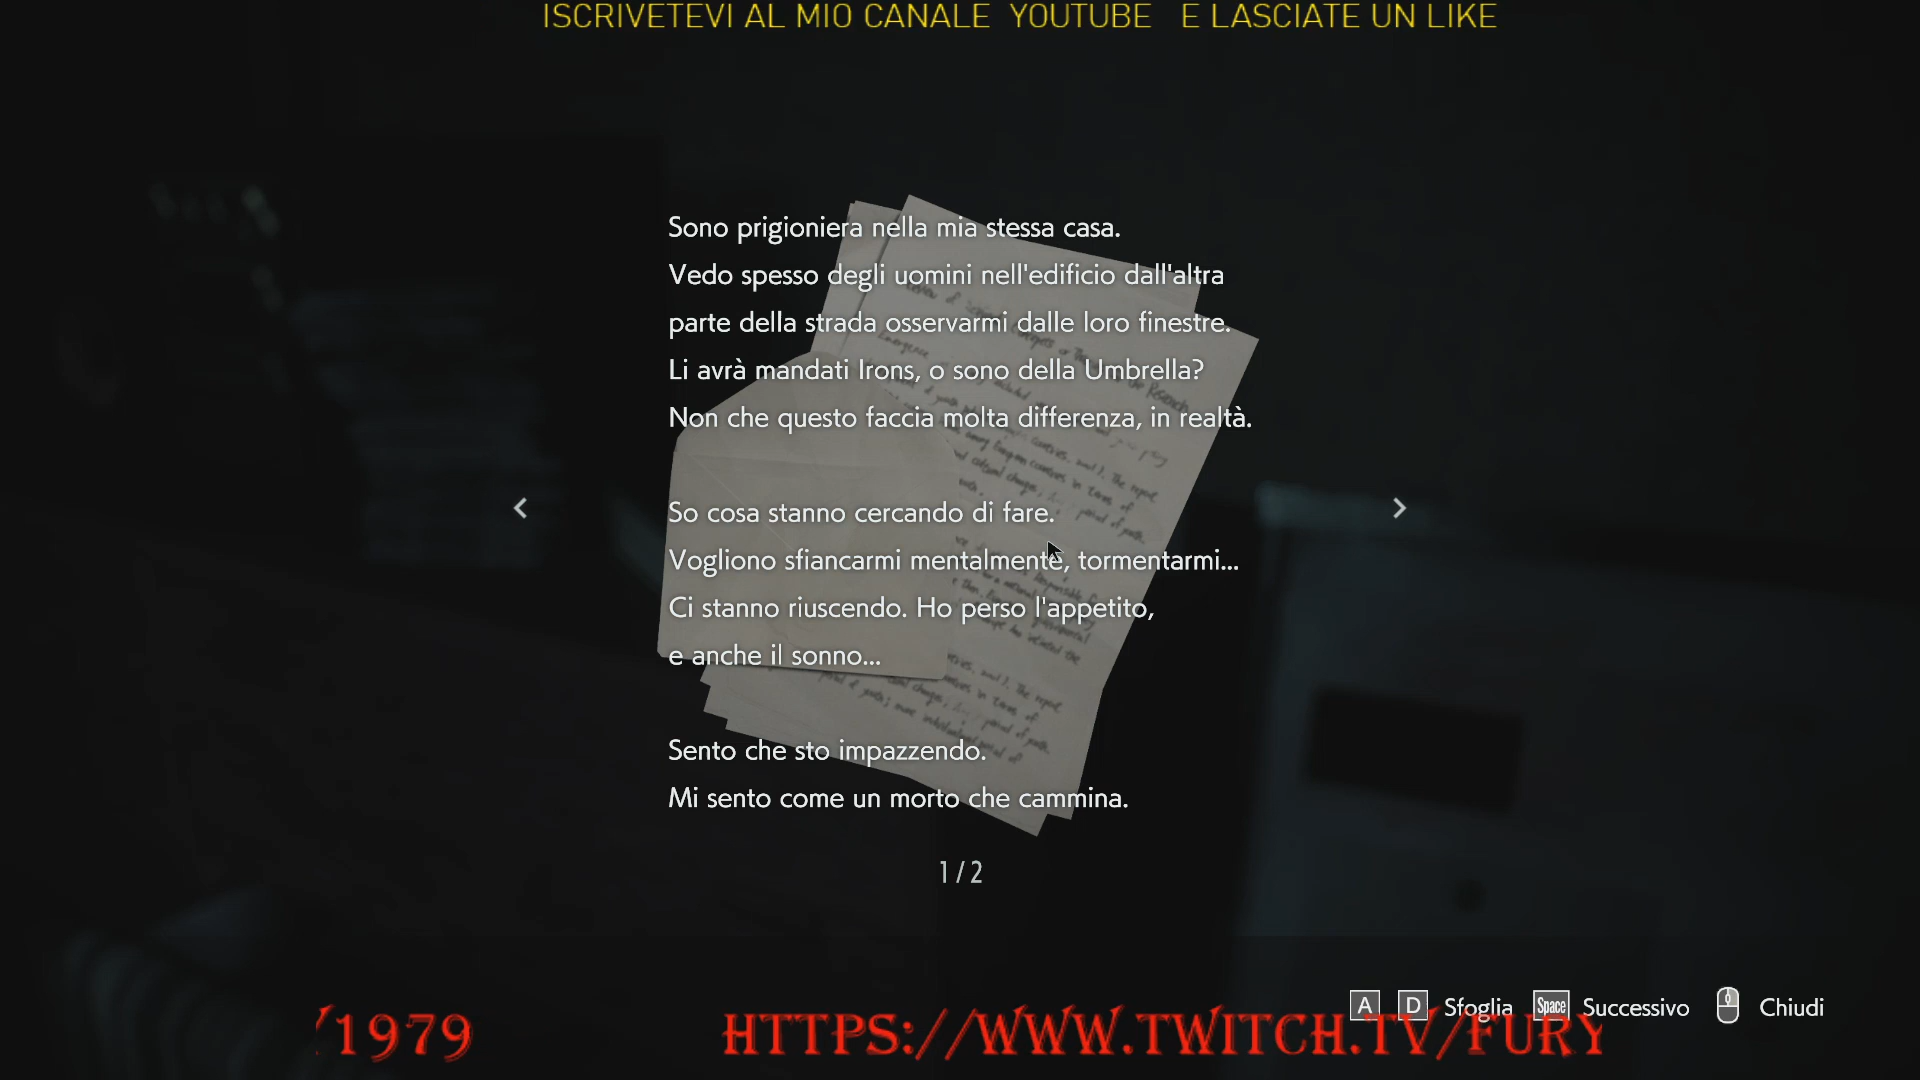 ISCRIVETEVI AL MIO CANALE YOUTUBE E LASCIATE UN LIKE
Sono prigioniera nella mia stessa casa.
Vedo spesso degli uomini nell'edificio dall'altra
parte della strada osservarmi dalle loro finestre.
Li avrà mandati Irons, o sono della Umbrella?
Non che questo faccia molta differenza, in realtà.
So cosa stanno cercando di fare.
Vogliono sfiancarmi mentalmente, tormentarmi...
Ci stanno riuscendo. Ho perso l'appetito,
e anche il sonno...
Sento che sto impazzendo.
Mi sento come un morto che cammina.
1 / 2
A D Sfoglia Space Successivo Chiudi
1979 HTTPS://WWW.TWITCH.TV/FURY